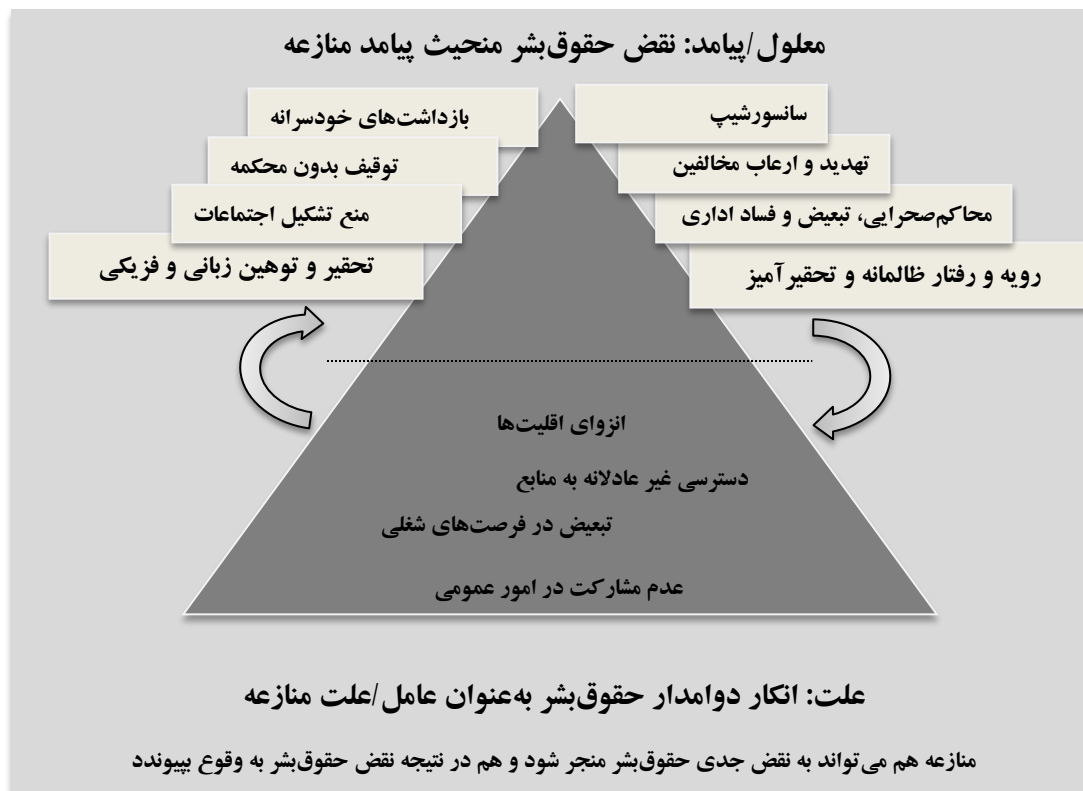 معلول/پیامد: نقض حقوق‌بشر منحیث پیامد منازعه
سانسورشیپ
بازداشت‌های خودسرانه
تهدید و ارعاب مخالفین
توقیف بدون محکمه
محاکم‌صحرایی، تبعیض و فساد اداری
منع تشکیل اجتماعات
رویه و رفتار ظالمانه و تحقیرآمیز
تحقیر و توهین زبانی و فزیکی
انزوای اقلیت‌ها
دسترسی غیر عادلانه به منابع
تبعیض در فرصت‌های شغلی
عدم مشارکت در امور عمومی
علت: انکار دوامدار حقوق‌بشر به‌عنوان عامل/علت منازعه
منازعه هم می‌تواند به نقض جدی حقوق‌بشر منجر شود و هم در نتیجه نقض حقوق‌بشر به وقوع بپیوندد